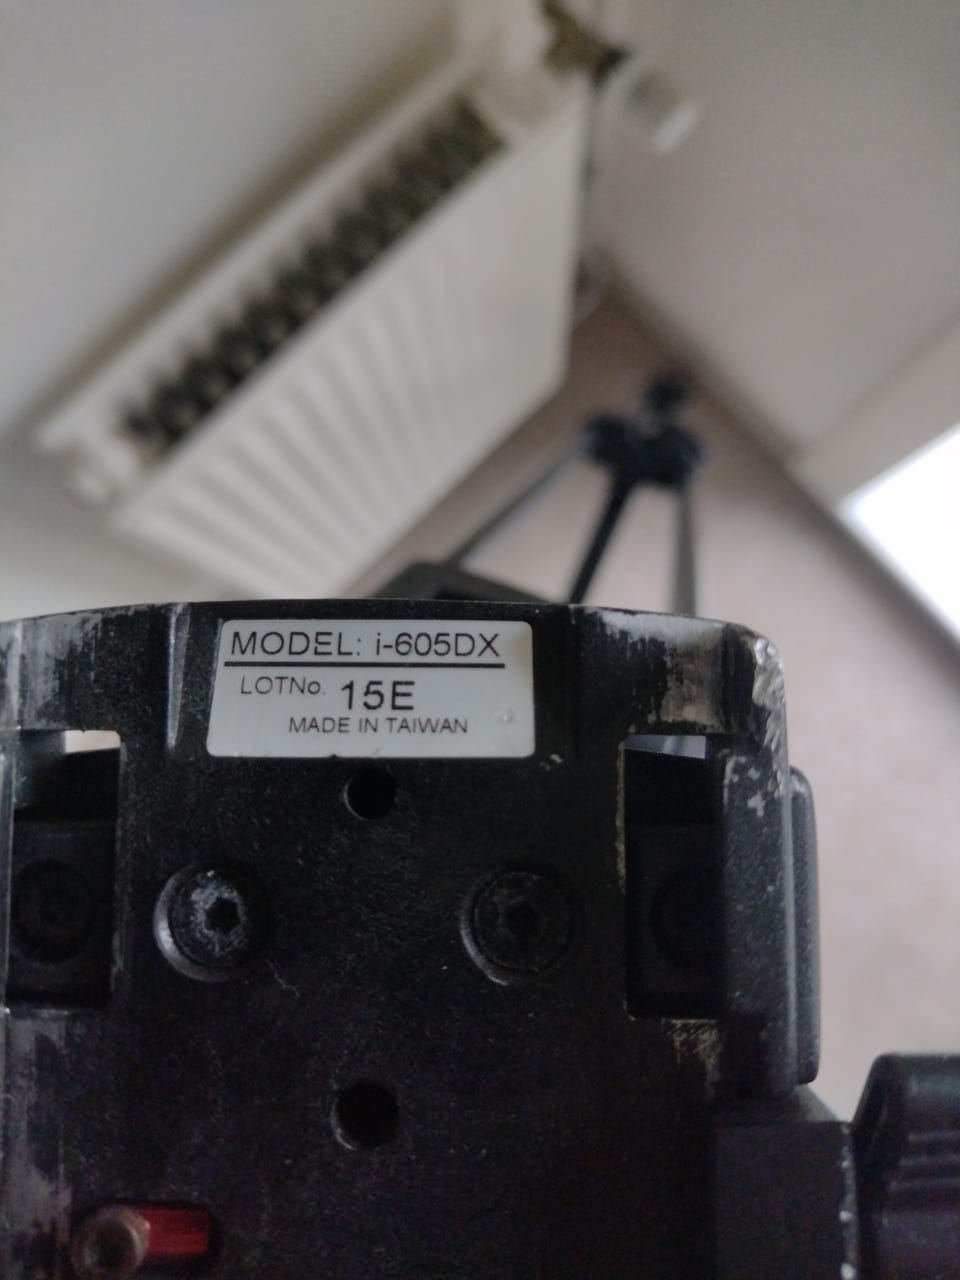 MODEL: i-605DX
LOTNo. 15E
MADE IN TAIWAN